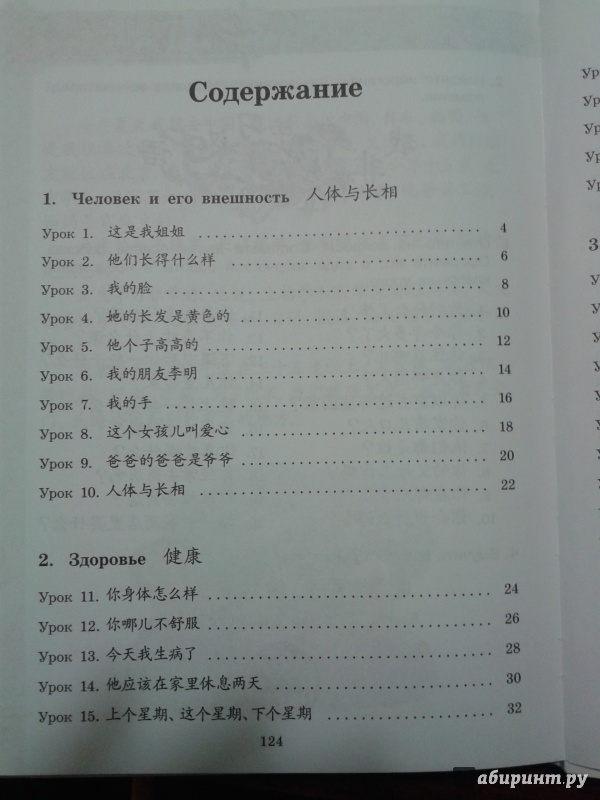 Содержание
1. Человек и его внешность 人体与长相
Урок 1. 这是我姐姐 4
Урок 2. 他们长得什么样 6
Урок 3. 我的脸 8
Урок 4. 她的长发是黄色的 10
Урок 5. 他个子高高的 12
Урок 6. 我的朋友李明 14
Урок 7. 我的手 16
Урок 8. 这个女孩儿叫爱心 18
Урок 9. 爸爸的爸爸是爷爷 20
Урок 10. 人体与长相 22
2. Здоровье 健康
Урок 11. 你身体怎么样 24
Урок 12. 你哪儿不舒服 26
Урок 13. 今天我生病了 28
Урок 14. 他应该在家里休息两天 30
Урок 15. 上个星期、这个星期、下个星期 32
124
абиринт.ру